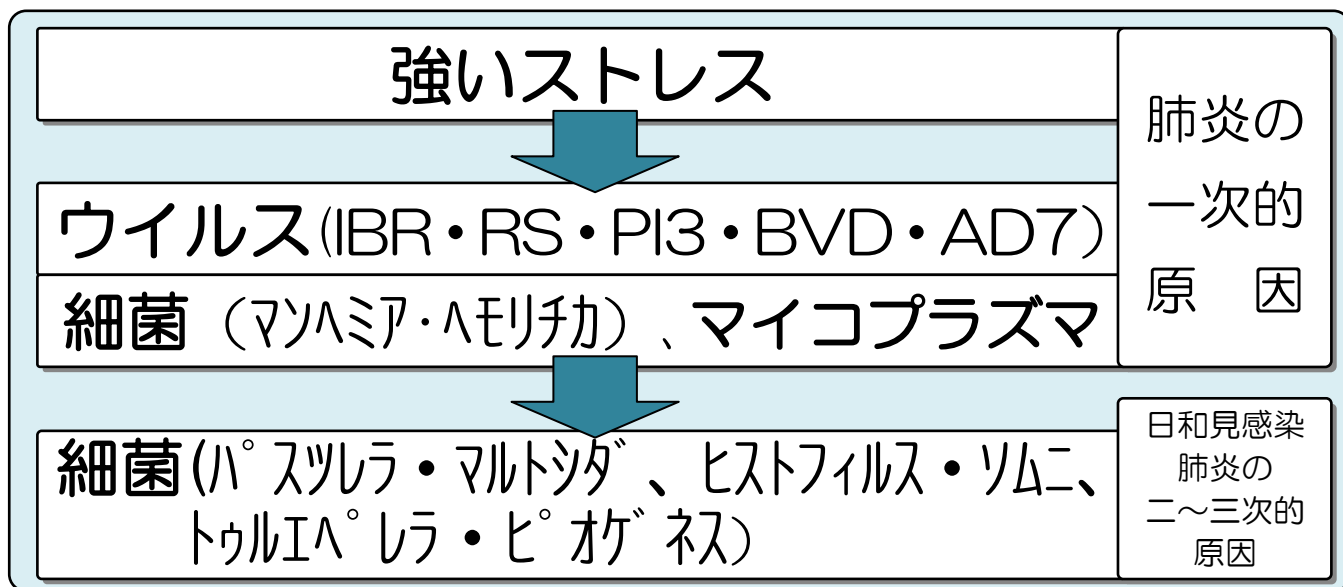 強いストレス
ウイルス(IBR・RS・PI3・BVD・AD7)
細菌（ﾏﾝﾍﾐｱ・ﾍﾓﾘﾁｶ）、マイコプラズマ
肺炎の
一次的
原　因
細菌(ﾊﾟｽﾂﾚﾗ・ﾏﾙﾄｼﾀﾞ、ﾋｽﾄﾌｨﾙｽ・ｿﾑﾆ、
ﾄｩﾙｴﾍﾟﾚﾗ・ﾋﾟｵｹﾞﾈｽ)
日和見感染
肺炎の
二～三次的
原因